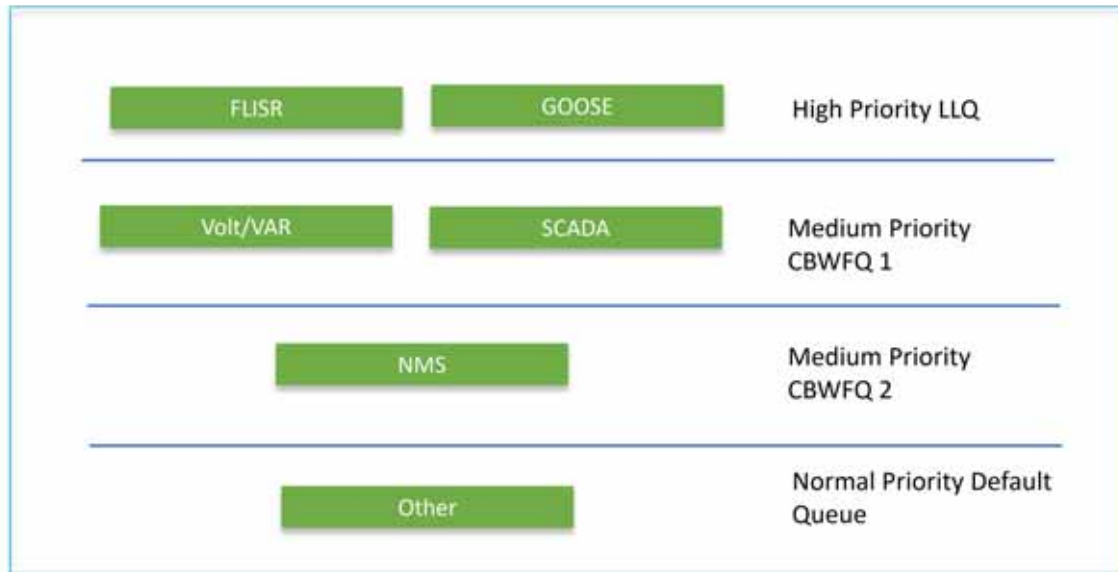 FLISR
GOOSE
High Priority LLQ
Volt/VAR
SCADA
Medium Priority
CBWFQ 1
NMS
Medium Priority
CBWFQ 2
Other
Normal Priority Default
Queue